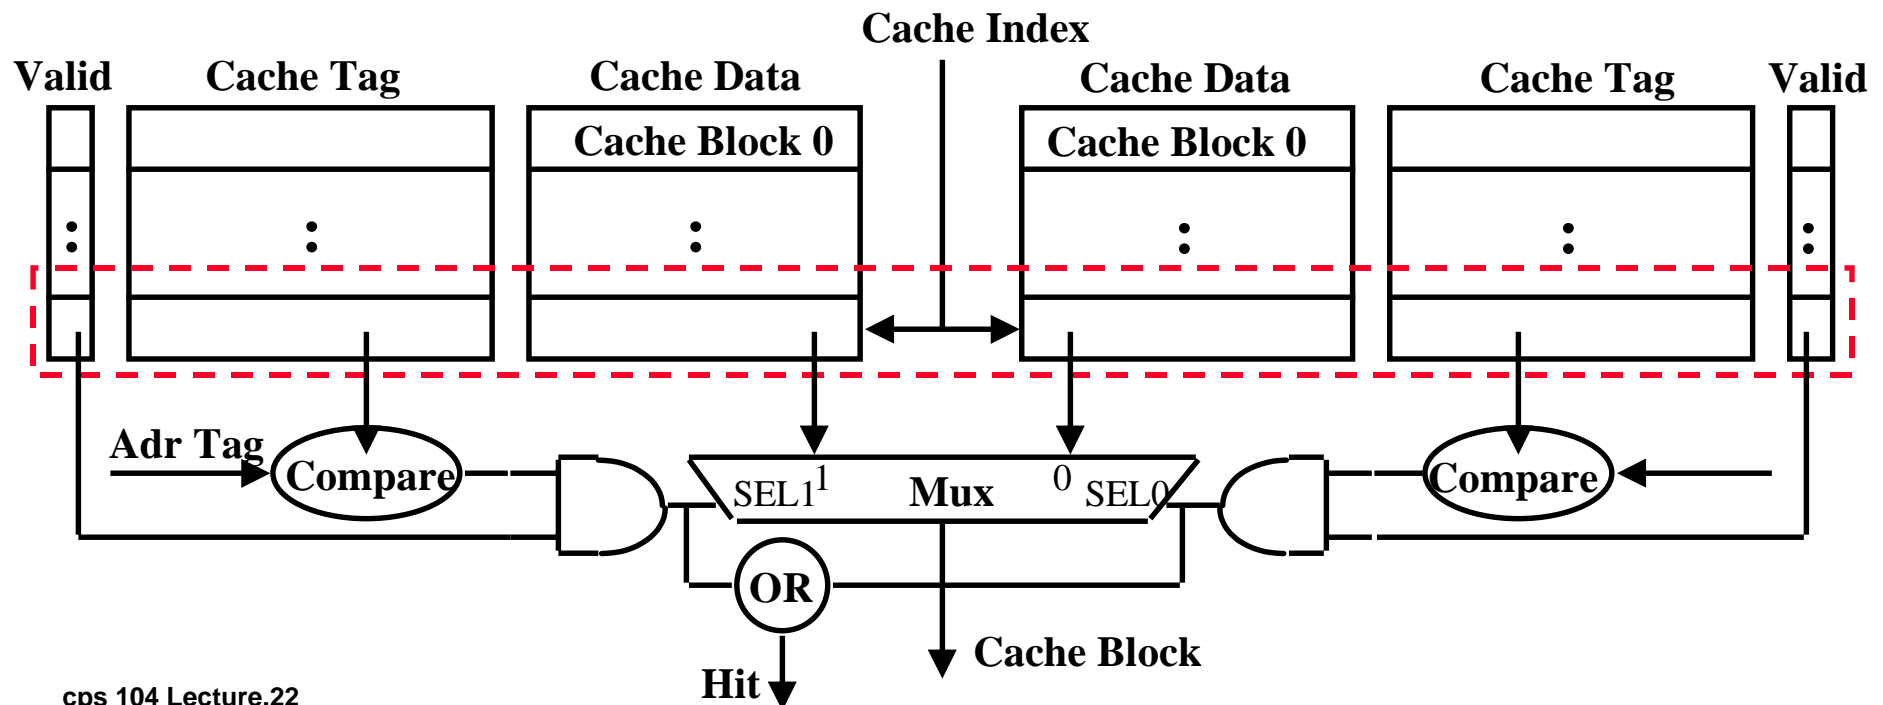 Cache Index
Valid Cache Tag Cache Data Cache Data Cache Tag Valid
Cache Block 0 Cache Block 0
: : : : : :
Adr Tag
Compare SEL1 1 Mux 0 SEL0 Compare
OR
Cache Block
Hit
cps 104 Lecture.22